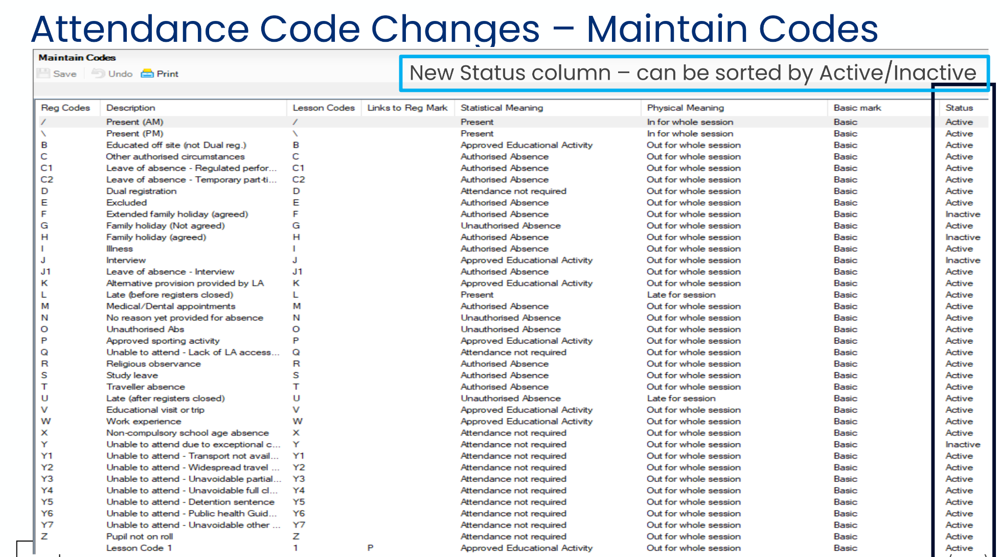 Attendance Code Changes – Maintain Codes
Maintain Codes
Save Undo Print
New Status column – can be sorted by Active/Inactive
Reg Codes Description Lesson Codes Links to Reg Mark Statistical Meaning Physical Meaning Basic mark Status
/ Present (AM) / Present In for whole session Basic Active
\ Present (PM) \ Present In for whole session Basic Active
B Educated off site (not Dual reg.) B Approved Educational Activity Out for whole session Basic Active
C Other authorised circumstances C Authorised Absence Out for whole session Basic Active
C1 Leave of absence - Regulated perfor... C1 Authorised Absence Out for whole session Basic Active
C2 Leave of absence - Temporary part-ti... C2 Authorised Absence Out for whole session Basic Active
D Dual registration D Attendance not required Out for whole session Basic Active
E Excluded E Authorised Absence Out for whole session Basic Active
F Extended family holiday (agreed) F Authorised Absence Out for whole session Basic Inactive
G Family holiday (Not agreed) G Unauthorised Absence Out for whole session Basic Active
H Family holiday (agreed) H Authorised Absence Out for whole session Basic Inactive
I Illness I Authorised Absence Out for whole session Basic Active
J Interview J Approved Educational Activity Out for whole session Basic Inactive
J1 Leave of absence - Interview J1 Authorised Absence Out for whole session Basic Active
K Alternative provision provided by LA K Approved Educational Activity Out for whole session Basic Active
L Late (before registers closed) L Present Late for session Basic Active
M Medical/Dental appointments M Authorised Absence Out for whole session Basic Active
N No reason yet provided for absence N Unauthorised Absence Out for whole session Basic Active
O Unauthorised Abs O Unauthorised Absence Out for whole session Basic Active
P Approved sporting activity P Approved Educational Activity Out for whole session Basic Active
Q Unable to attend - Lack of LA access... Q Attendance not required Out for whole session Basic Active
R Religious observance R Authorised Absence Out for whole session Basic Active
S Study leave S Authorised Absence Out for whole session Basic Active
T Traveller absence T Authorised Absence Out for whole session Basic Active
U Late (after registers closed) U Unauthorised Absence Late for session Basic Active
V Educational visit or trip V Approved Educational Activity Out for whole session Basic Active
W Work experience W Approved Educational Activity Out for whole session Basic Active
X Non-compulsory school age absence X Attendance not required Out for whole session Basic Active
Y Unable to attend due to exceptional c... Y Attendance not required Out for whole session Basic Inactive
Y1 Unable to attend - Transport not avail... Y1 Attendance not required Out for whole session Basic Active
Y2 Unable to attend - Widespread travel ... Y2 Attendance not required Out for whole session Basic Active
Y3 Unable to attend - Unavoidable partial... Y3 Attendance not required Out for whole session Basic Active
Y4 Unable to attend - Unavoidable full cl... Y4 Attendance not required Out for whole session Basic Active
Y5 Unable to attend - Detention sentence Y5 Attendance not required Out for whole session Basic Active
Y6 Unable to attend - Public health Guid... Y6 Attendance not required Out for whole session Basic Active
Y7 Unable to attend - Unavoidable other ... Y7 Attendance not required Out for whole session Basic Active
Z Pupil not on roll Z Attendance not required Out for whole session Basic Active
Lesson Code 1 1 P Approved Educational Activity Out for whole session Basic Active